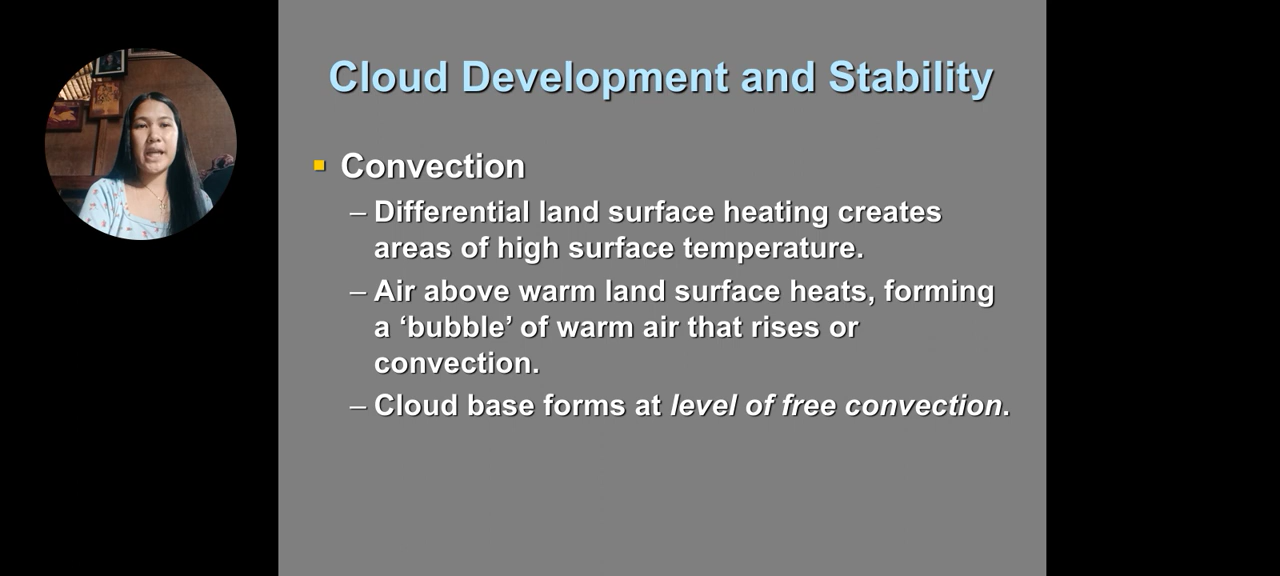 Cloud Development and Stability
Convection
– Differential land surface heating creates
areas of high surface temperature.
– Air above warm land surface heats, forming
a ‘bubble’ of warm air that rises or
convection.
– Cloud base forms at level of free convection.